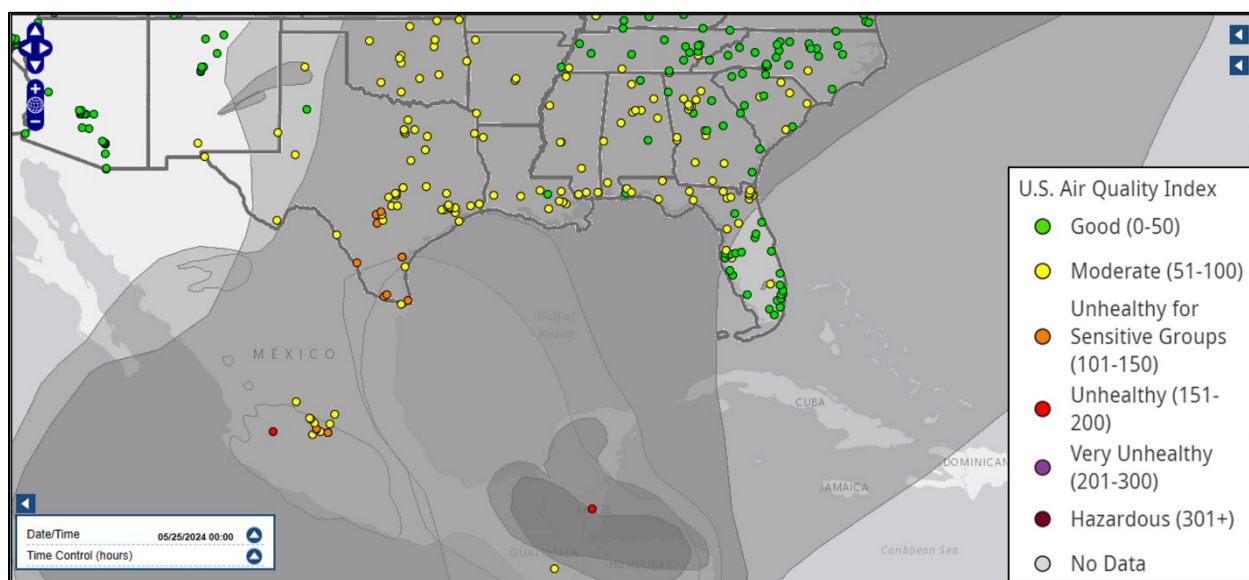 U.S. Air Quality Index
Good (0-50)
Moderate (51-100)
Unhealthy for
Sensitive Groups
(101-150)
Unhealthy (151-
200)
Very Unhealthy
(201-300)
Hazardous (301+)
No Data
Gulf of
Mexico
MÉXICO
CUBA
DOMINICAN
JAMAICA
BELIZE
GUATEMALA
HONDURAS
Caribbean Sea
Date/Time 05/25/2024 00:00
Time Control (hours)